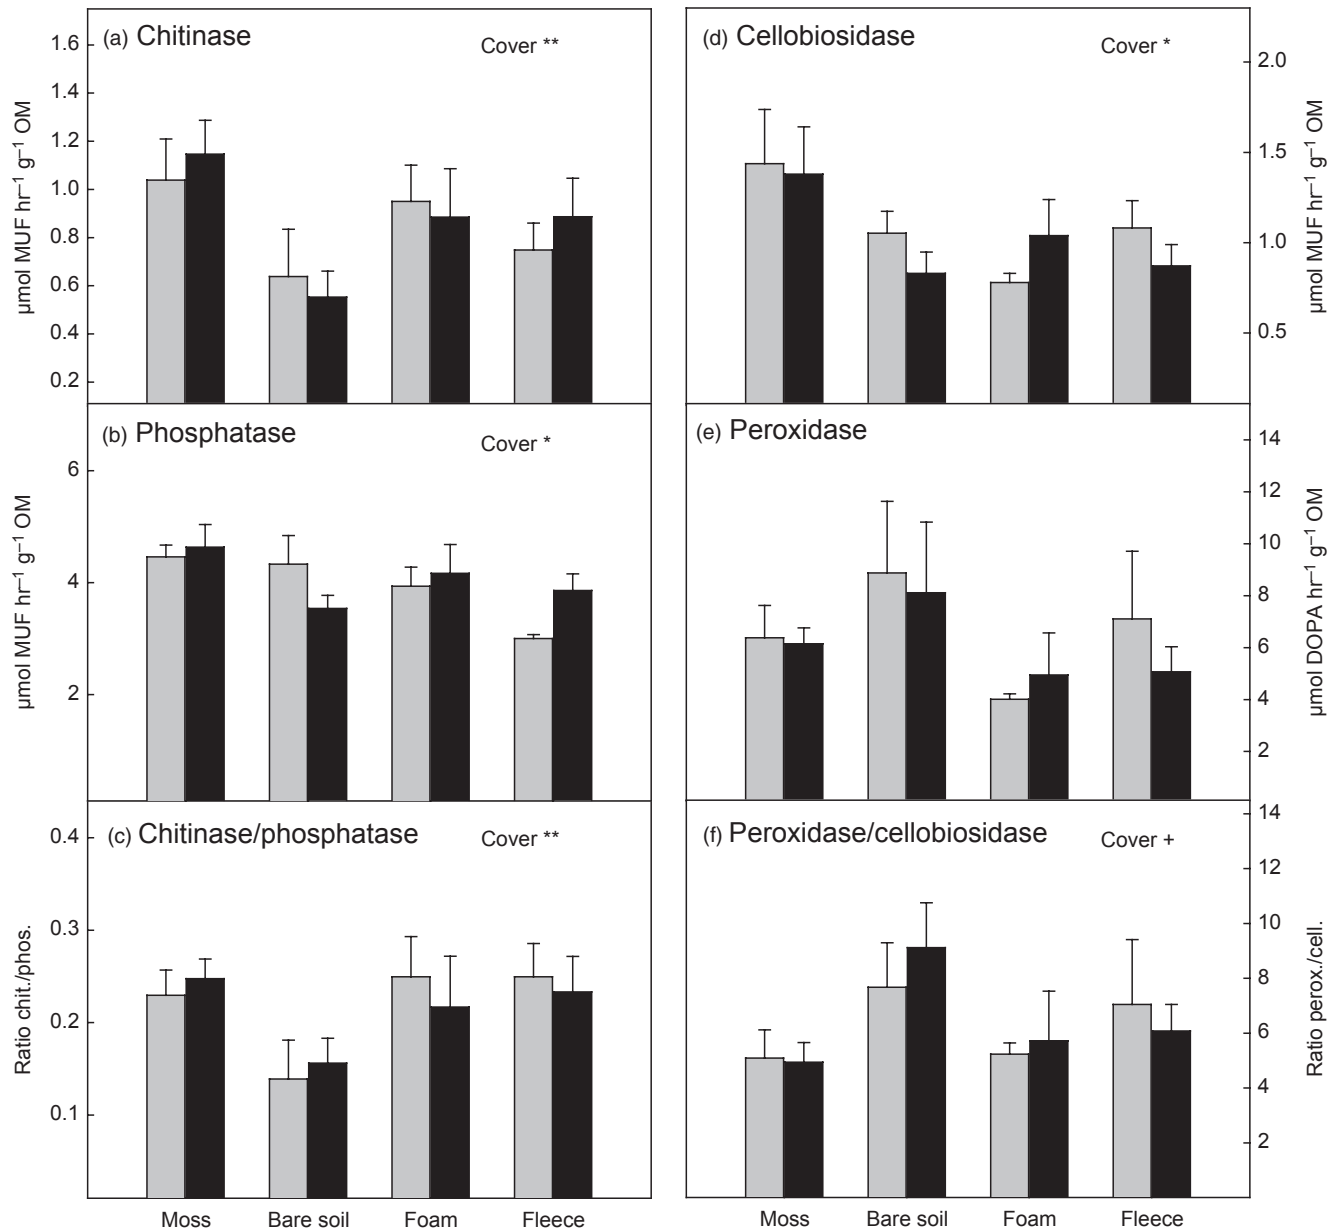 (a) Chitinase
Cover **
1.6
1.4
1.2
1.0
0.8
0.6
0.4
0.2
µmol MUF hr⁻¹ g⁻¹ OM
(b) Phosphatase
Cover *
6
4
2
µmol MUF hr⁻¹ g⁻¹ OM
(c) Chitinase/phosphatase
Cover **
0.4
0.3
0.2
0.1
Ratio chit./phos.
Moss Bare soil Foam Fleece
(d) Cellobiosidase
Cover *
2.0
1.5
1.0
0.5
µmol MUF hr⁻¹ g⁻¹ OM
(e) Peroxidase
14
12
10
8
6
4
2
µmol DOPA hr⁻¹ g⁻¹ OM
(f) Peroxidase/cellobiosidase
Cover +
14
12
10
8
6
4
2
Ratio perox./cell.
Moss Bare soil Foam Fleece